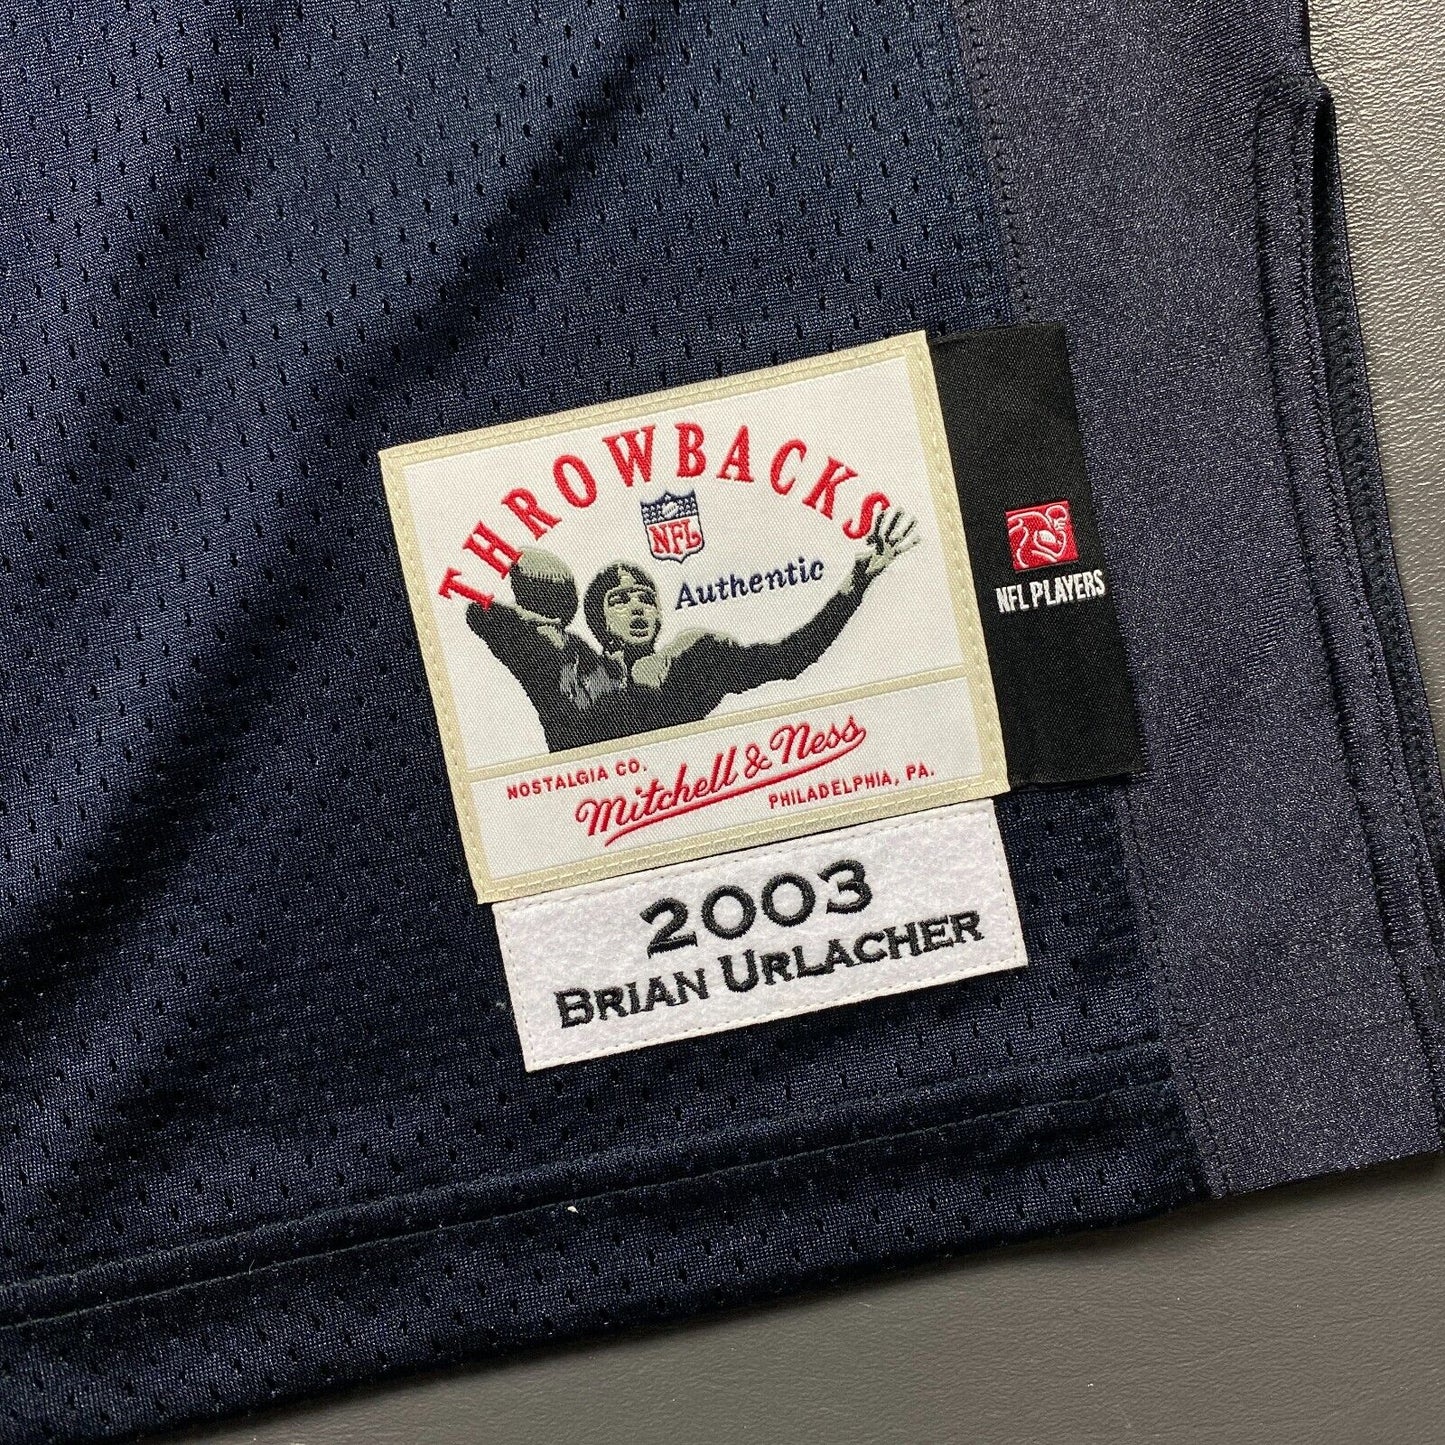 THROWBACKS
NFL
Authentic
NFL PLAYERS
NOSTALGIA CO.
Mitchell & Ness
PHILADELPHIA, PA.
2003
BRIAN URLACHER